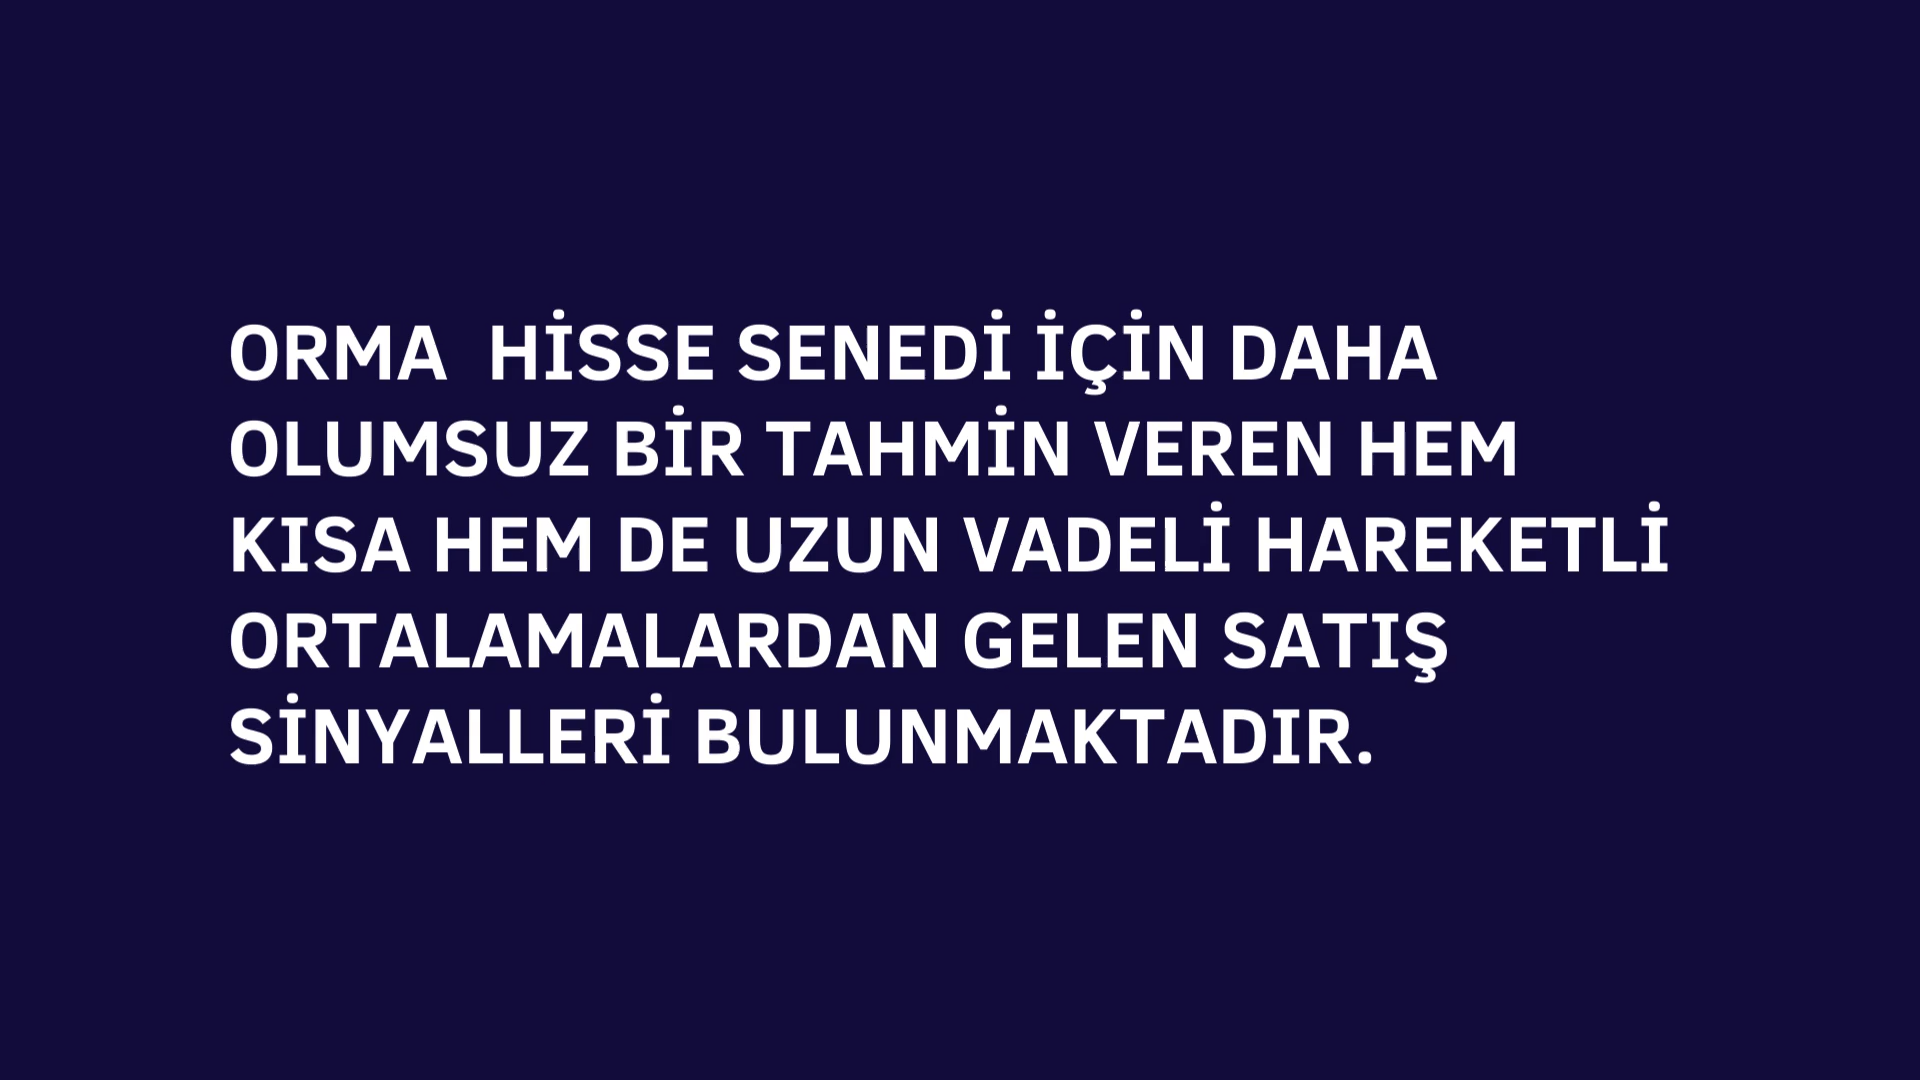 ORMA  HİSSE SENEDİ İÇİN DAHA
OLUMSUZ BİR TAHMİN VEREN HEM
KISA HEM DE UZUN VADELİ HAREKETLİ
ORTALAMALARDAN GELEN SATIŞ
SİNYALLERİ BULUNMAKTADIR.